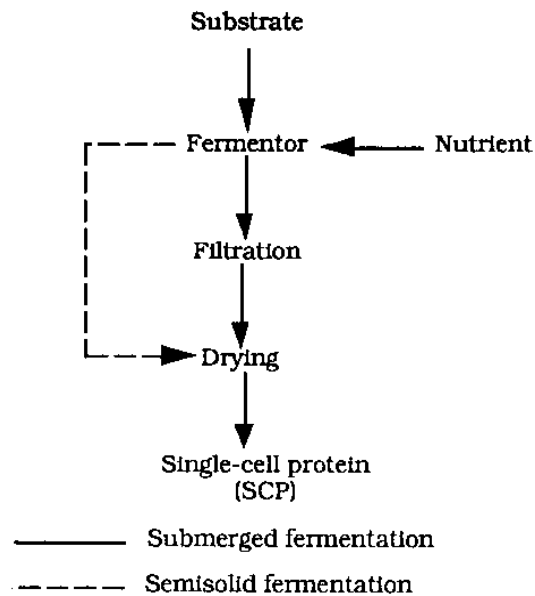 Substrate
Fermentor
Nutrient
Filtration
Drying
Single-cell protein
(SCP)
Submerged fermentation
Semisolid fermentation